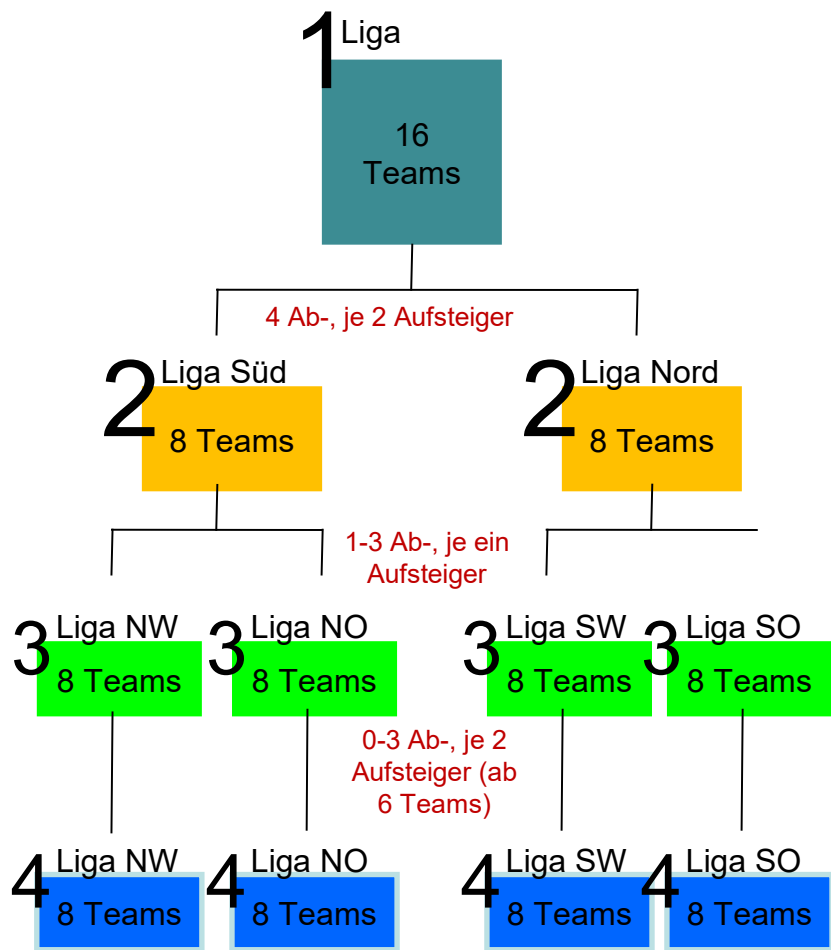 1 Liga
16
Teams
4 Ab-, je 2 Aufsteiger
2 Liga Süd
8 Teams
2 Liga Nord
8 Teams
1-3 Ab-, je ein
Aufsteiger
3 Liga NW
8 Teams
3 Liga NO
8 Teams
3 Liga SW
8 Teams
3 Liga SO
8 Teams
0-3 Ab-, je 2
Aufsteiger (ab
6 Teams)
4 Liga NW
8 Teams
4 Liga NO
8 Teams
4 Liga SW
8 Teams
4 Liga SO
8 Teams